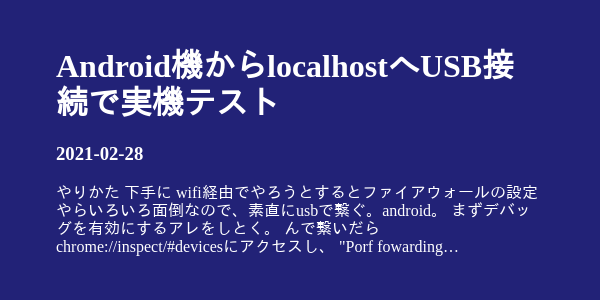 Android機からlocalhostへUSB接
続で実機テスト
2021-02-28
やりかた 下手に wifi経由でやろうとするとファイアウォールの設定
やらいろいろ面倒なので、素直にusbで繋ぐ。android。 まずデバッ
グを有効にするアレをしとく。 んで繋いだら
chrome://inspect/#devicesにアクセスし、 "Porf fowarding…